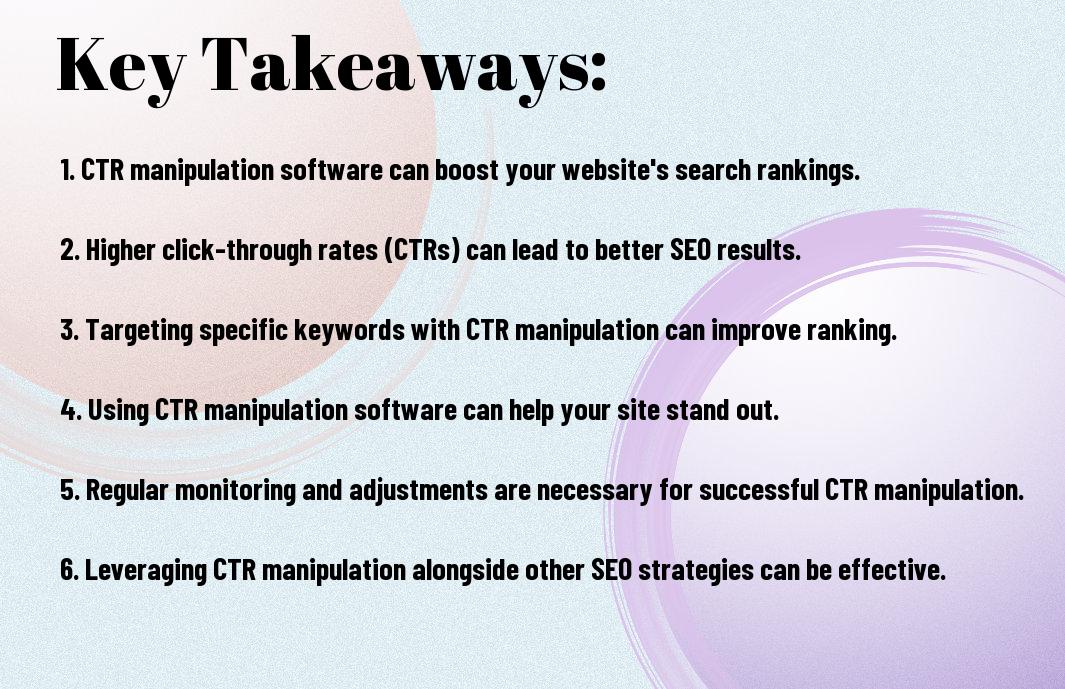 Key Takeaways:
1. CTR manipulation software can boost your website's search rankings.
2. Higher click-through rates (CTRs) can lead to better SEO results.
3. Targeting specific keywords with CTR manipulation can improve ranking.
4. Using CTR manipulation software can help your site stand out.
5. Regular monitoring and adjustments are necessary for successful CTR manipulation.
6. Leveraging CTR manipulation alongside other SEO strategies can be effective.